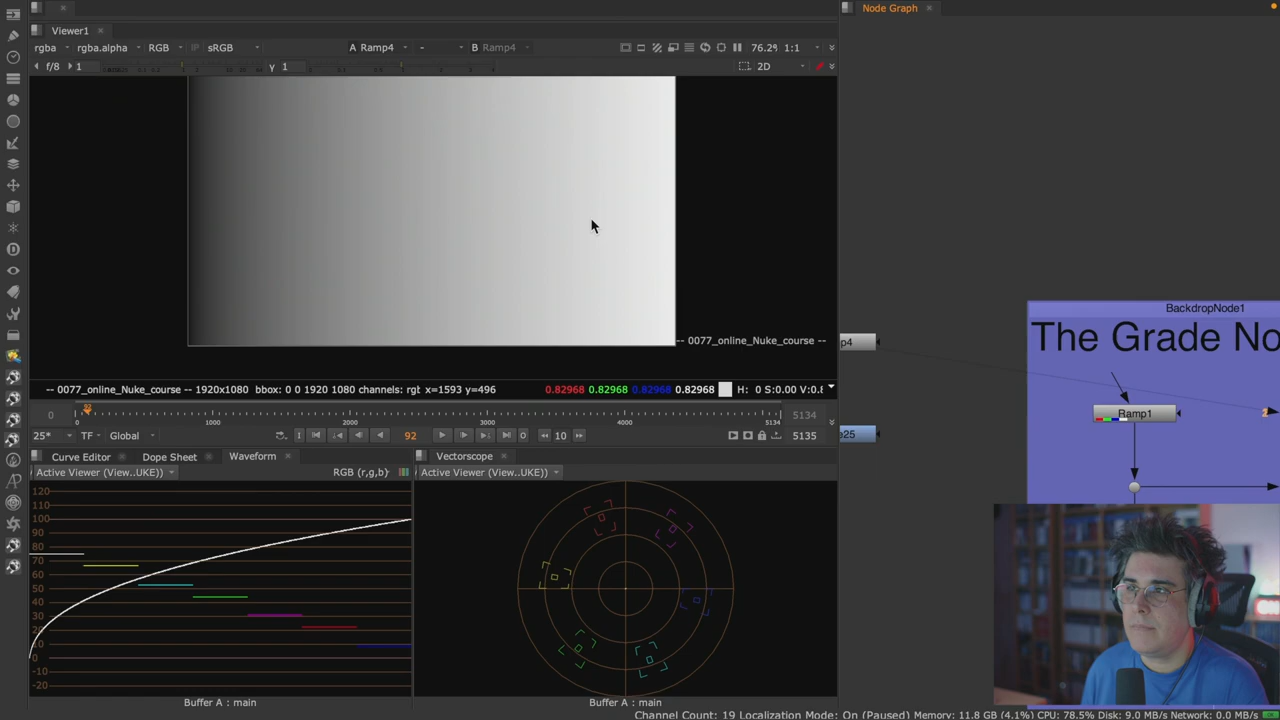 Node Graph
Viewer1
rgba rgba.alpha RGB sRGB A Ramp4 - B Ramp4 76.2% 1:1
f/8 1 y 1 2D
-- 0077_online_Nuke_course --
-- 0077_online_Nuke_course -- 1920x1080 bbox: 0 0 1920 1080 channels: rgt x=1593 y=496 0.82968 0.82968 0.82968 0.82968 H: 0 S:0.00 V:0.8
BackdropNode1
The Grade No
p4
Ramp1
e25
0 92 1000 2000 3000 4000 5134 5134
25* TF Global 92 10 5135
Curve Editor Dope Sheet Waveform
Vectorscope
Active Viewer (View..UKE) RGB (r,g,b)
Active Viewer (View..UKE)
120
110
100
90
80
70
60
50
40
30
20
10
0
-10
-20
Buffer A : main
Buffer A : main
Channel Count: 19 Localization Mode: On (Paused) Memory: 11.8 GB (4.1%) CPU: 78.5% Disk: 9.0 MB/s Network: 0.0 MB/s